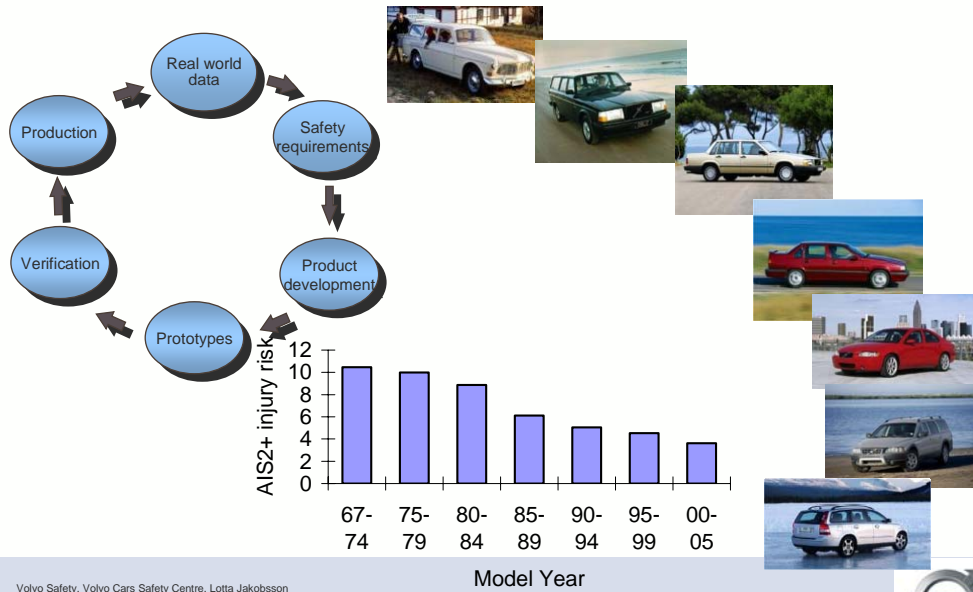 Real world
data
Safety
requirements
Product
development
Prototypes
Verification
Production
AIS2+ injury risk
12
10
8
6
4
2
0
67- 75- 80- 85- 90- 95- 00-
74 79 84 89 94 99 05
Model Year
Volvo Safety, Volvo Cars Safety Centre, Lotta Jakobsson